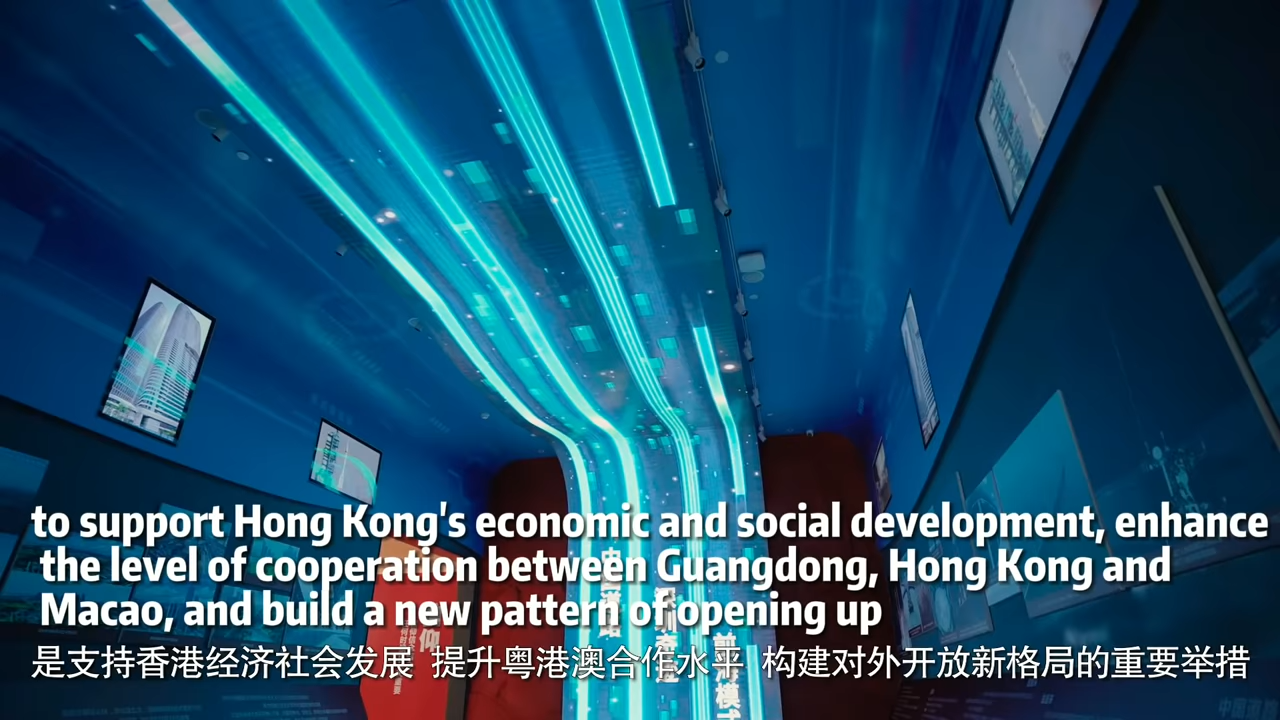 to support Hong Kong's economic and social development, enhance
the level of cooperation between Guangdong, Hong Kong and
Macao, and build a new pattern of opening up
是支持香港经济社会发展 提升粤港澳合作水平 构建对外开放新格局的重要举措
仰